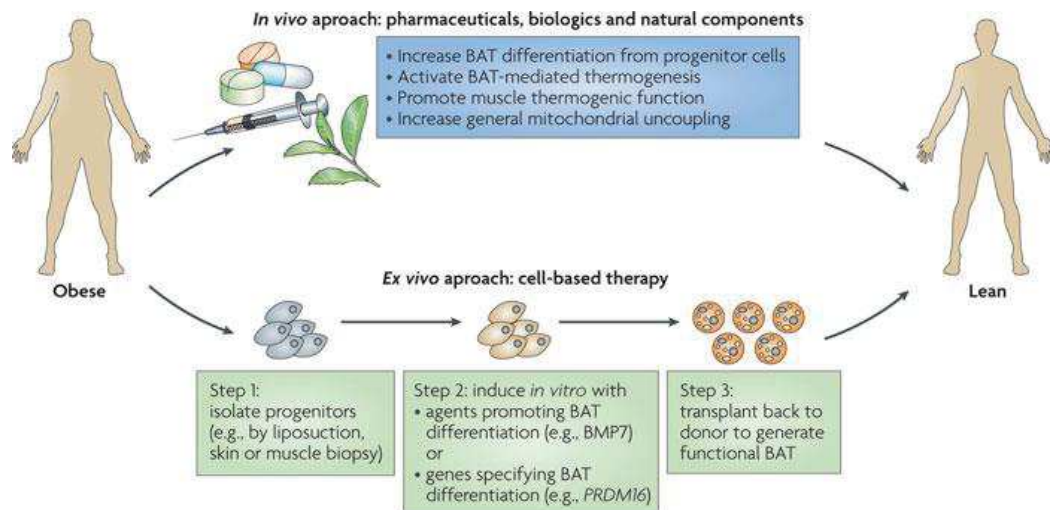 In vivo aproach: pharmaceuticals, biologics and natural components
• Increase BAT differentiation from progenitor cells
• Activate BAT-mediated thermogenesis
• Promote muscle thermogenic function
• Increase general mitochondrial uncoupling
Obese
Lean
Ex vivo aproach: cell-based therapy
Step 1:
isolate progenitors
(e.g., by liposuction,
skin or muscle biopsy)
Step 2: induce in vitro with
• agents promoting BAT
differentiation (e.g., BMP7)
or
• genes specifying BAT
differentiation (e.g., PRDM16)
Step 3:
transplant back to
donor to generate
functional BAT